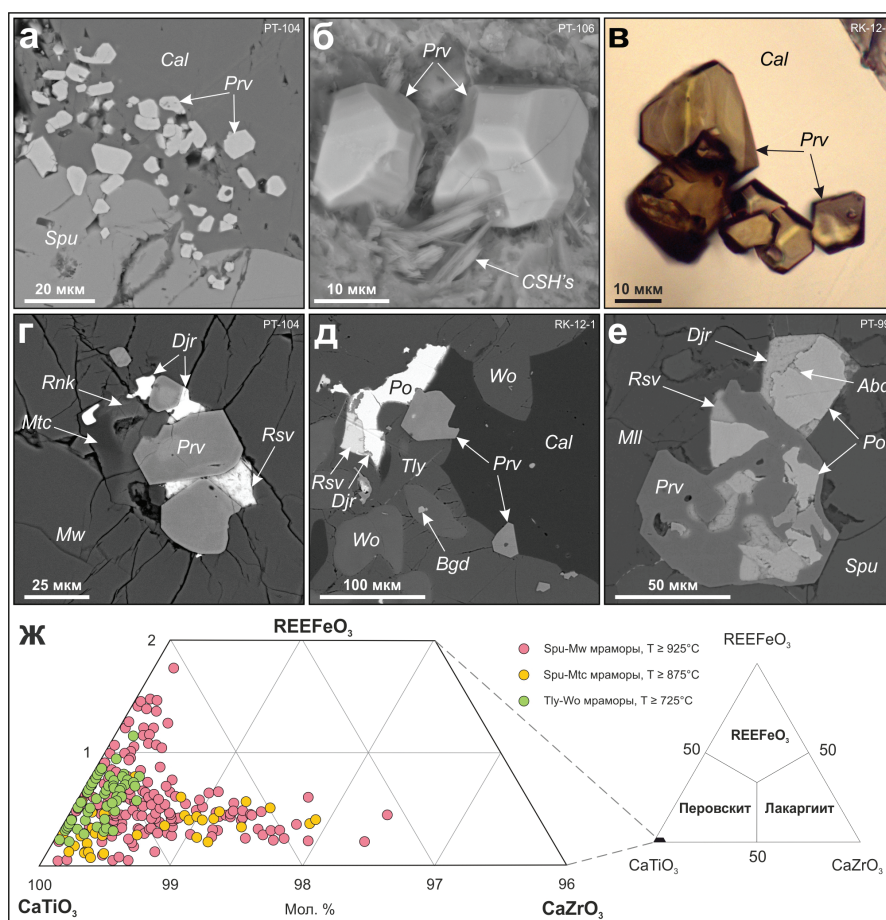 а
PT-104
Cal
Prv
Spu
20 мкм
б
PT-106
Prv
CSH's
10 мкм
в
Cal
Prv
10 мкм
г
PT-104
Djr
Rnk
Mtc
Prv
Rsv
Mw
25 мкм
д
RK-12-1
Po
Wo
Cal
Rsv
Djr
Tly
Prv
Wo
Bgd
100 мкм
е
Djr
Rsv
Mll
Po
Prv
Spu
50 мкм
ж
REEFeO₃
2
1
Spu-Mw мраморы, T ≥ 925°C
Spu-Mtc мраморы, T ≥ 875°C
Tly-Wo мраморы, T ≥ 725°C
100
99
98
97
96
CaTiO₃
Мол. %
CaZrO₃
REEFeO₃
50
REEFeO₃
50
Перовскит
Лакаргиит
CaTiO₃
50
CaZrO₃